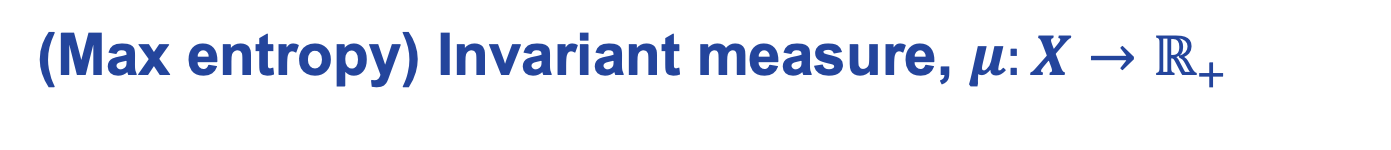 (Max entropy) Invariant measure, 𝝁: 𝑿 → ℝ₊